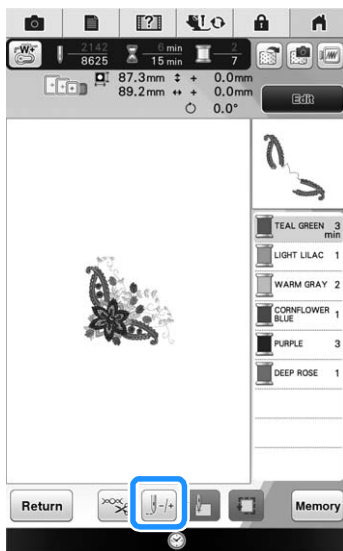 2142
8625
6 min
15 min
2
7
87.3mm ↕ + 0.0mm
89.2mm ↔ + 0.0mm
0.0°
Edit
TEAL GREEN 3 min
LIGHT LILAC 1
WARM GRAY 2
CORNFLOWER BLUE 1
PURPLE 3
DEEP ROSE 1
Return
-/+
Memory